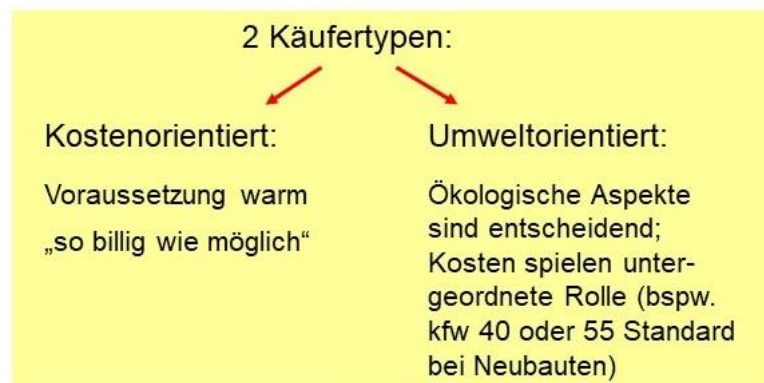 2 Käufertypen:
Kostenorientiert:
Voraussetzung warm
„so billig wie möglich“
Umweltorientiert:
Ökologische Aspekte
sind entscheidend;
Kosten spielen unter-
geordnete Rolle (bspw.
kfw 40 oder 55 Standard
bei Neubauten)